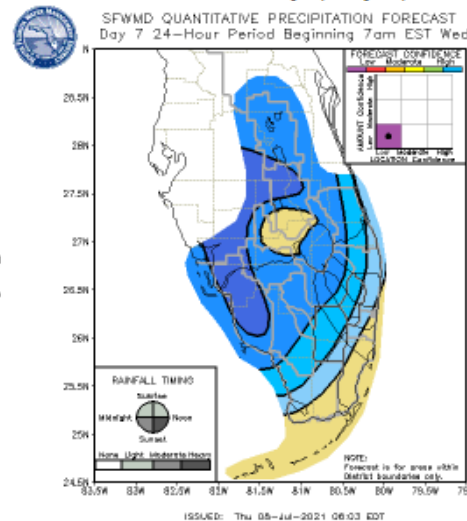 SFWMD QUANTITATIVE PRECIPITATION FORECAST
Day 7 24-Hour Period Beginning 7am EST Wed
FORECAST CONFIDENCE
Low Moderate High
AMOUNT Confidence
Low Moderate High
Low Moderate High
LOCATION Confidence
28.5N
28N
27.5N
27N
26.5N
26N
25.5N
25N
24.5N
RAINFALL TIMING
Sunrise
Midnight
Noon
Sunset
None Light Moderate Heavy
NOTE:
Forecast is for areas within
District boundaries only.
83.5W 83W 82.5W 82W 81.5W 81W 80.5W 80W
ISSUED: Thu 08-Jul-2021 06:03 EDT